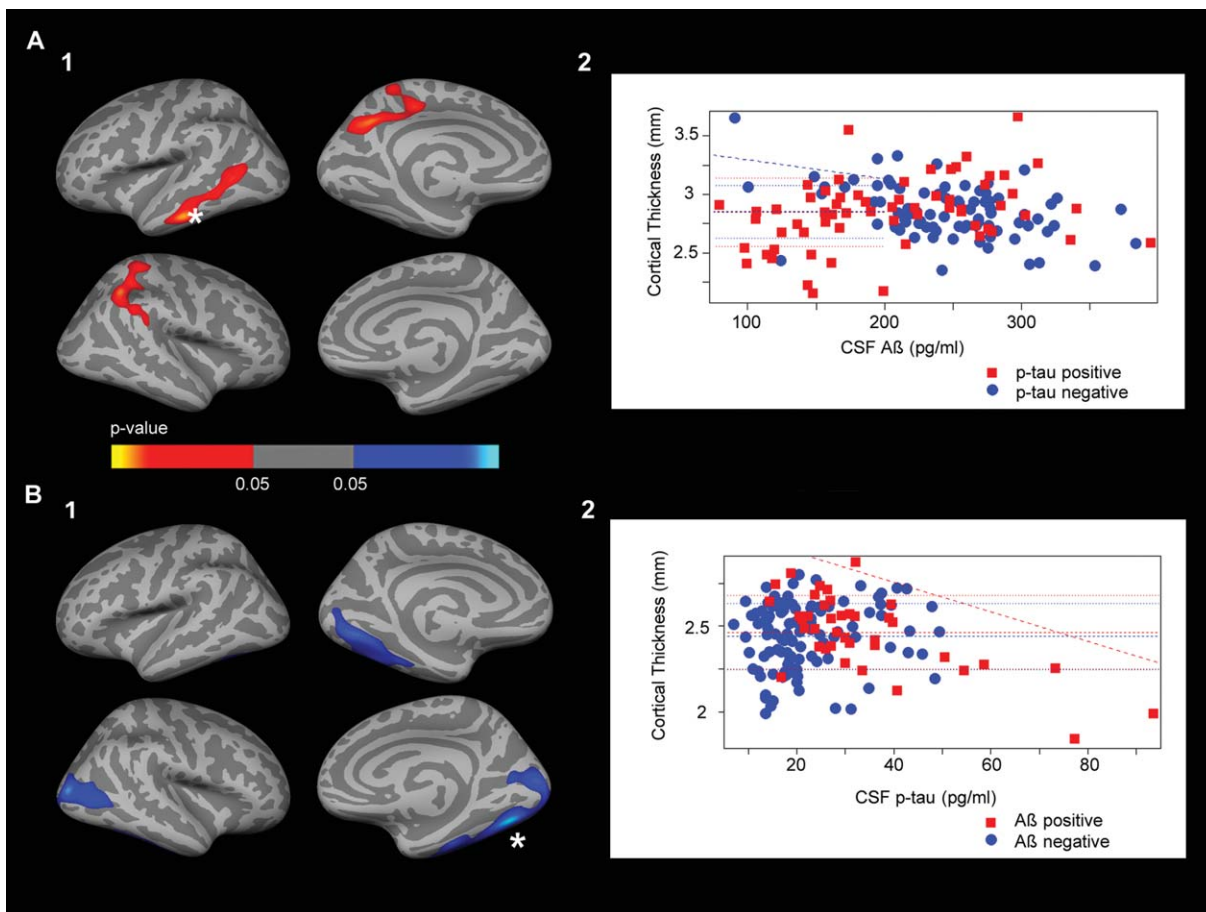 A
1
2
3.5
3
2.5
Cortical Thickness (mm)
100 200 300
CSF Aß (pg/ml)
p-tau positive
p-tau negative
p-value
0.05 0.05
*
B
1
2
2.5
2
Cortical Thickness (mm)
20 40 60 80
CSF p-tau (pg/ml)
Aß positive
Aß negative
*